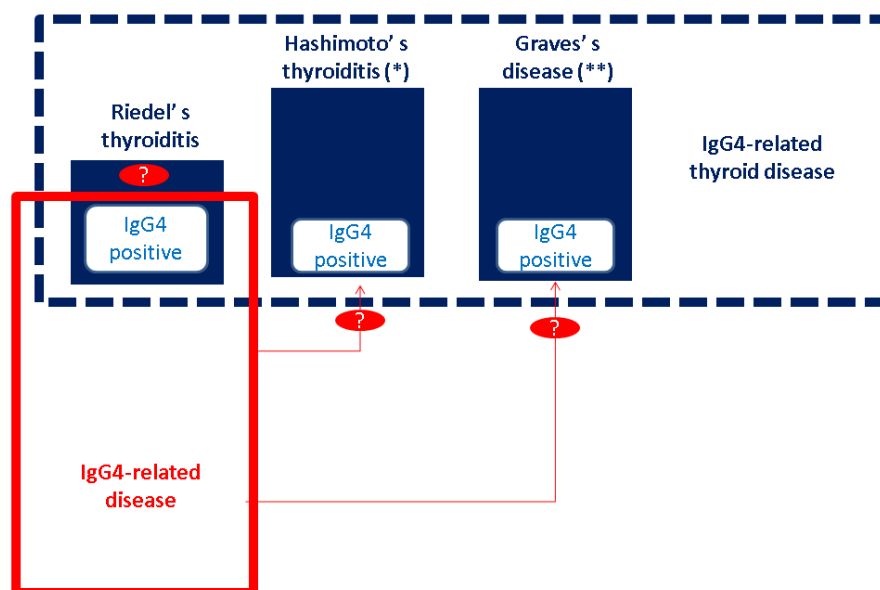 Hashimoto’ s
thyroiditis (*)
Graves’ s
disease (**)
Riedel’ s
thyroiditis
IgG4-related
thyroid disease
?
IgG4
positive
IgG4
positive
IgG4
positive
?
?
IgG4-related
disease